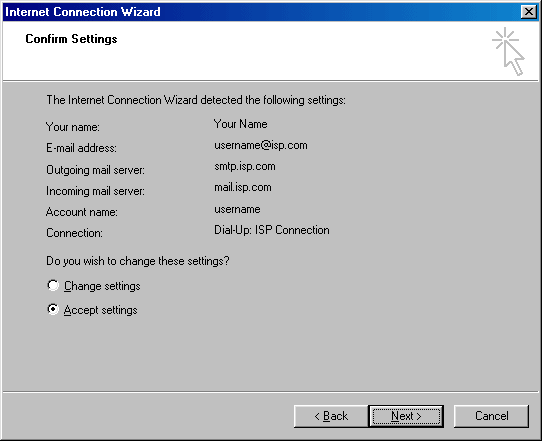 Internet Connection Wizard
Confirm Settings
The Internet Connection Wizard detected the following settings:
Your name: Your Name
E-mail address: username@isp.com
Outgoing mail server: smtp.isp.com
Incoming mail server: mail.isp.com
Account name: username
Connection: Dial-Up: ISP Connection
Do you wish to change these settings?
Change settings
Accept settings
< Back Next > Cancel